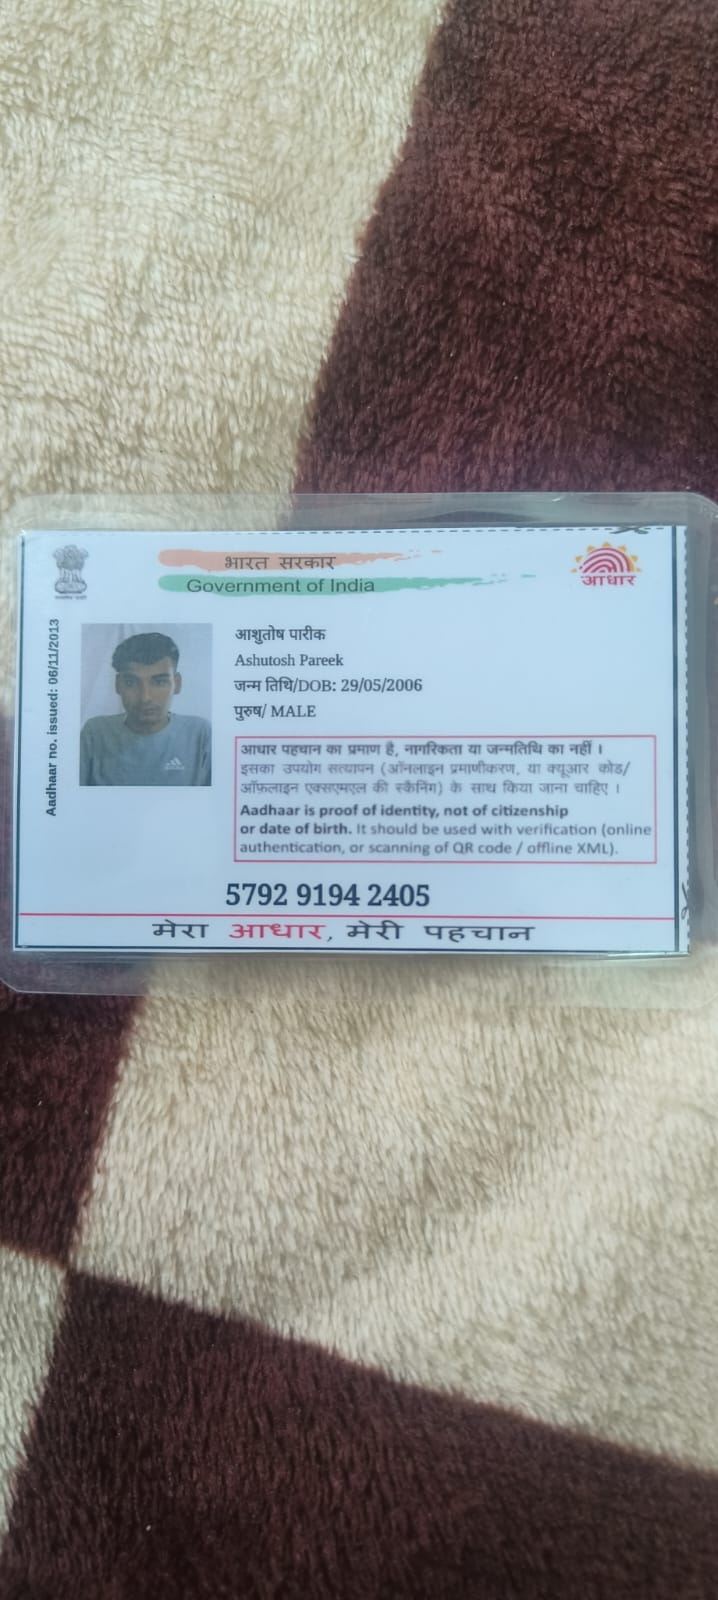 भारत सरकार
Government of India
आधार
Aadhaar no. issued: 06/11/2013
आशुतोष पारीक
Ashutosh Pareek
जन्म तिथि/DOB: 29/05/2006
पुरुष/ MALE
आधार पहचान का प्रमाण है, नागरिकता या जन्मतिथि का नहीं ।
इसका उपयोग सत्यापन (ऑनलाइन प्रमाणीकरण, या क्यूआर कोड/
ऑफ़लाइन एक्सएमएल की स्कैनिंग) के साथ किया जाना चाहिए ।
Aadhaar is proof of identity, not of citizenship
or date of birth. It should be used with verification (online
authentication, or scanning of QR code / offline XML).
5792 9194 2405
मेरा आधार, मेरी पहचान